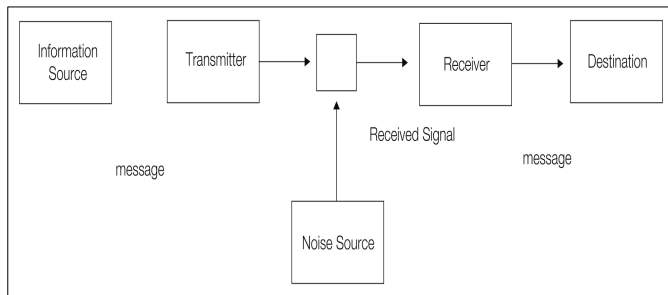 Information
Source
Transmitter
Receiver
Destination
Received Signal
message
message
Noise Source